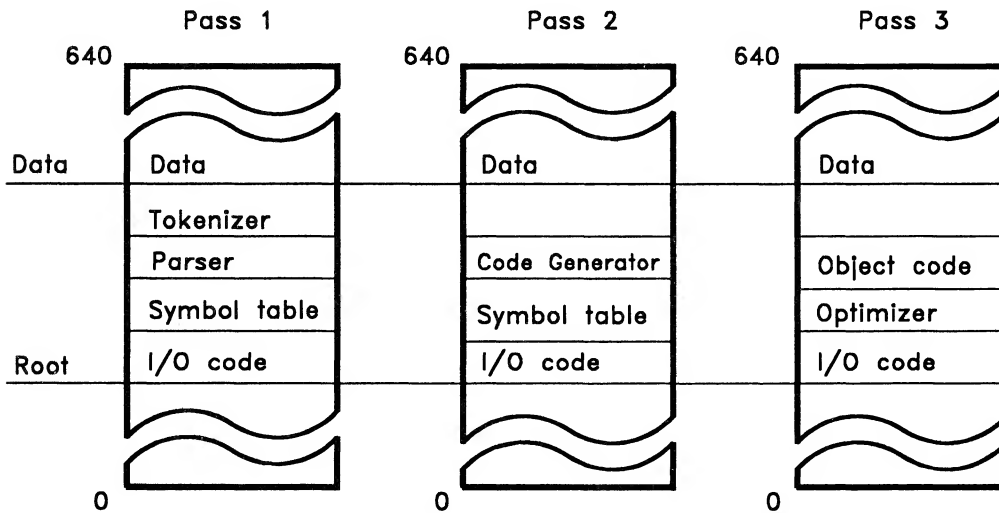 Pass 1 Pass 2 Pass 3
640 640 640
Data Data Data Data
Tokenizer
Parser Code Generator Object code
Symbol table Symbol table Optimizer
Root I/O code I/O code I/O code
0 0 0